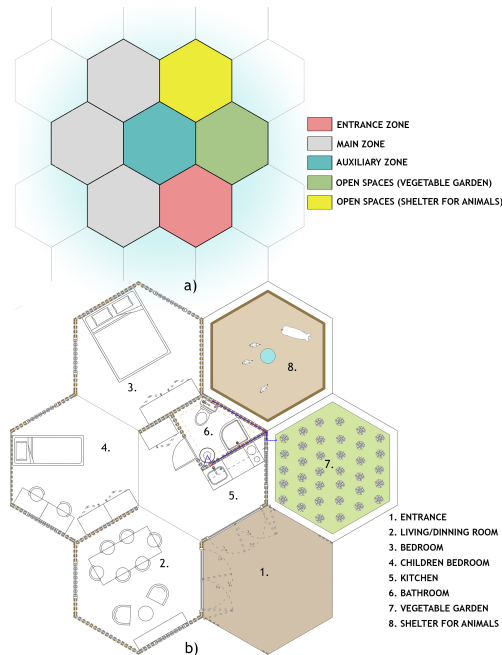 ENTRANCE ZONE
MAIN ZONE
AUXILIARY ZONE
OPEN SPACES (VEGETABLE GARDEN)
OPEN SPACES (SHELTER FOR ANIMALS)
a)
3.
8.
4.
6.
7.
5.
2.
1.
1. ENTRANCE
2. LIVING/DINNING ROOM
3. BEDROOM
4. CHILDREN BEDROOM
5. KITCHEN
6. BATHROOM
7. VEGETABLE GARDEN
8. SHELTER FOR ANIMALS
b)